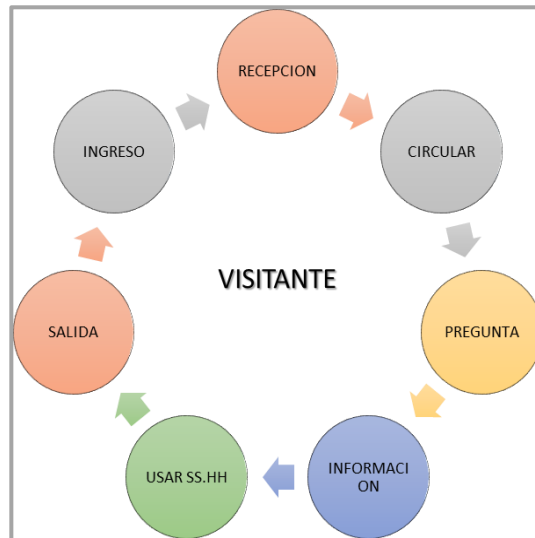 RECEPCION
CIRCULAR
PREGUNTA
INFORMACI
ON
USAR SS.HH
SALIDA
INGRESO
VISITANTE